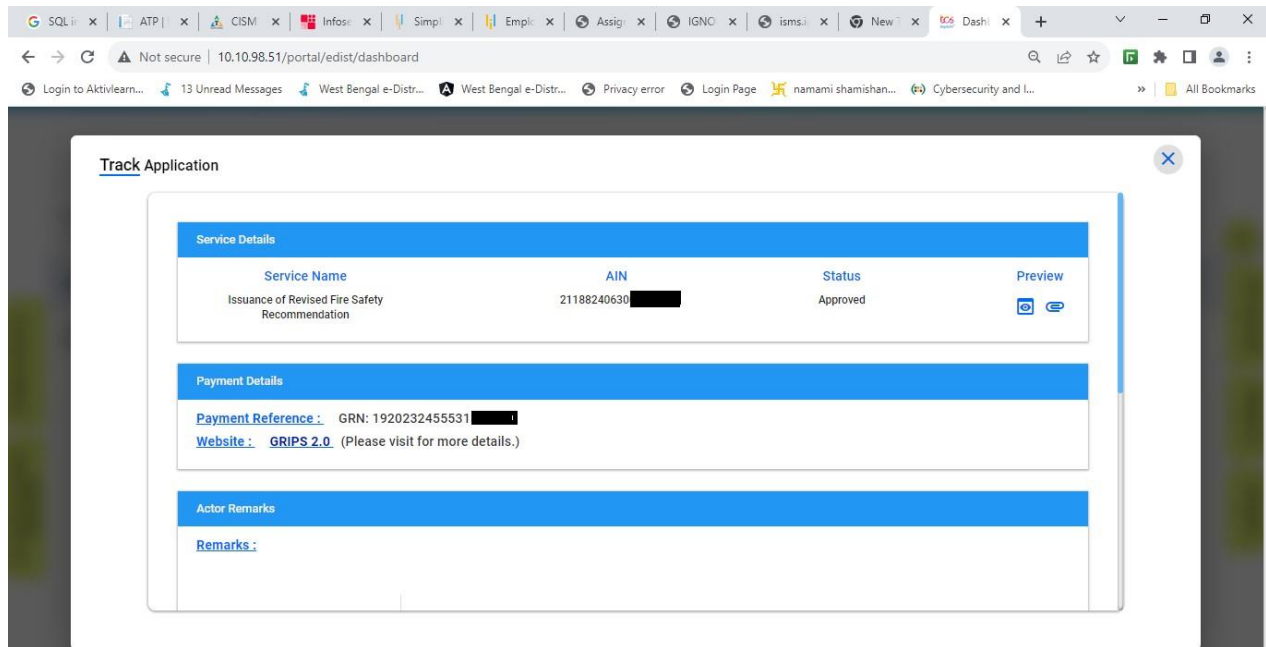 SQL in
ATP |
CISM
Infose
Simpl
Emplo
Assig
IGNO
isms.i
New T
Dash
Not secure | 10.10.98.51/portal/edist/dashboard
Login to Aktivlearn...
13 Unread Messages
West Bengal e-Distr...
West Bengal e-Distr...
Privacy error
Login Page
namami shamishan...
Cybersecurity and I...
»
All Bookmarks
Track Application
Service Details
Service Name AIN Status Preview
Issuance of Revised Fire Safety 21188240630 Approved
Recommendation
Payment Details
Payment Reference : GRN: 1920232455531
Website : GRIPS 2.0 (Please visit for more details.)
Actor Remarks
Remarks :